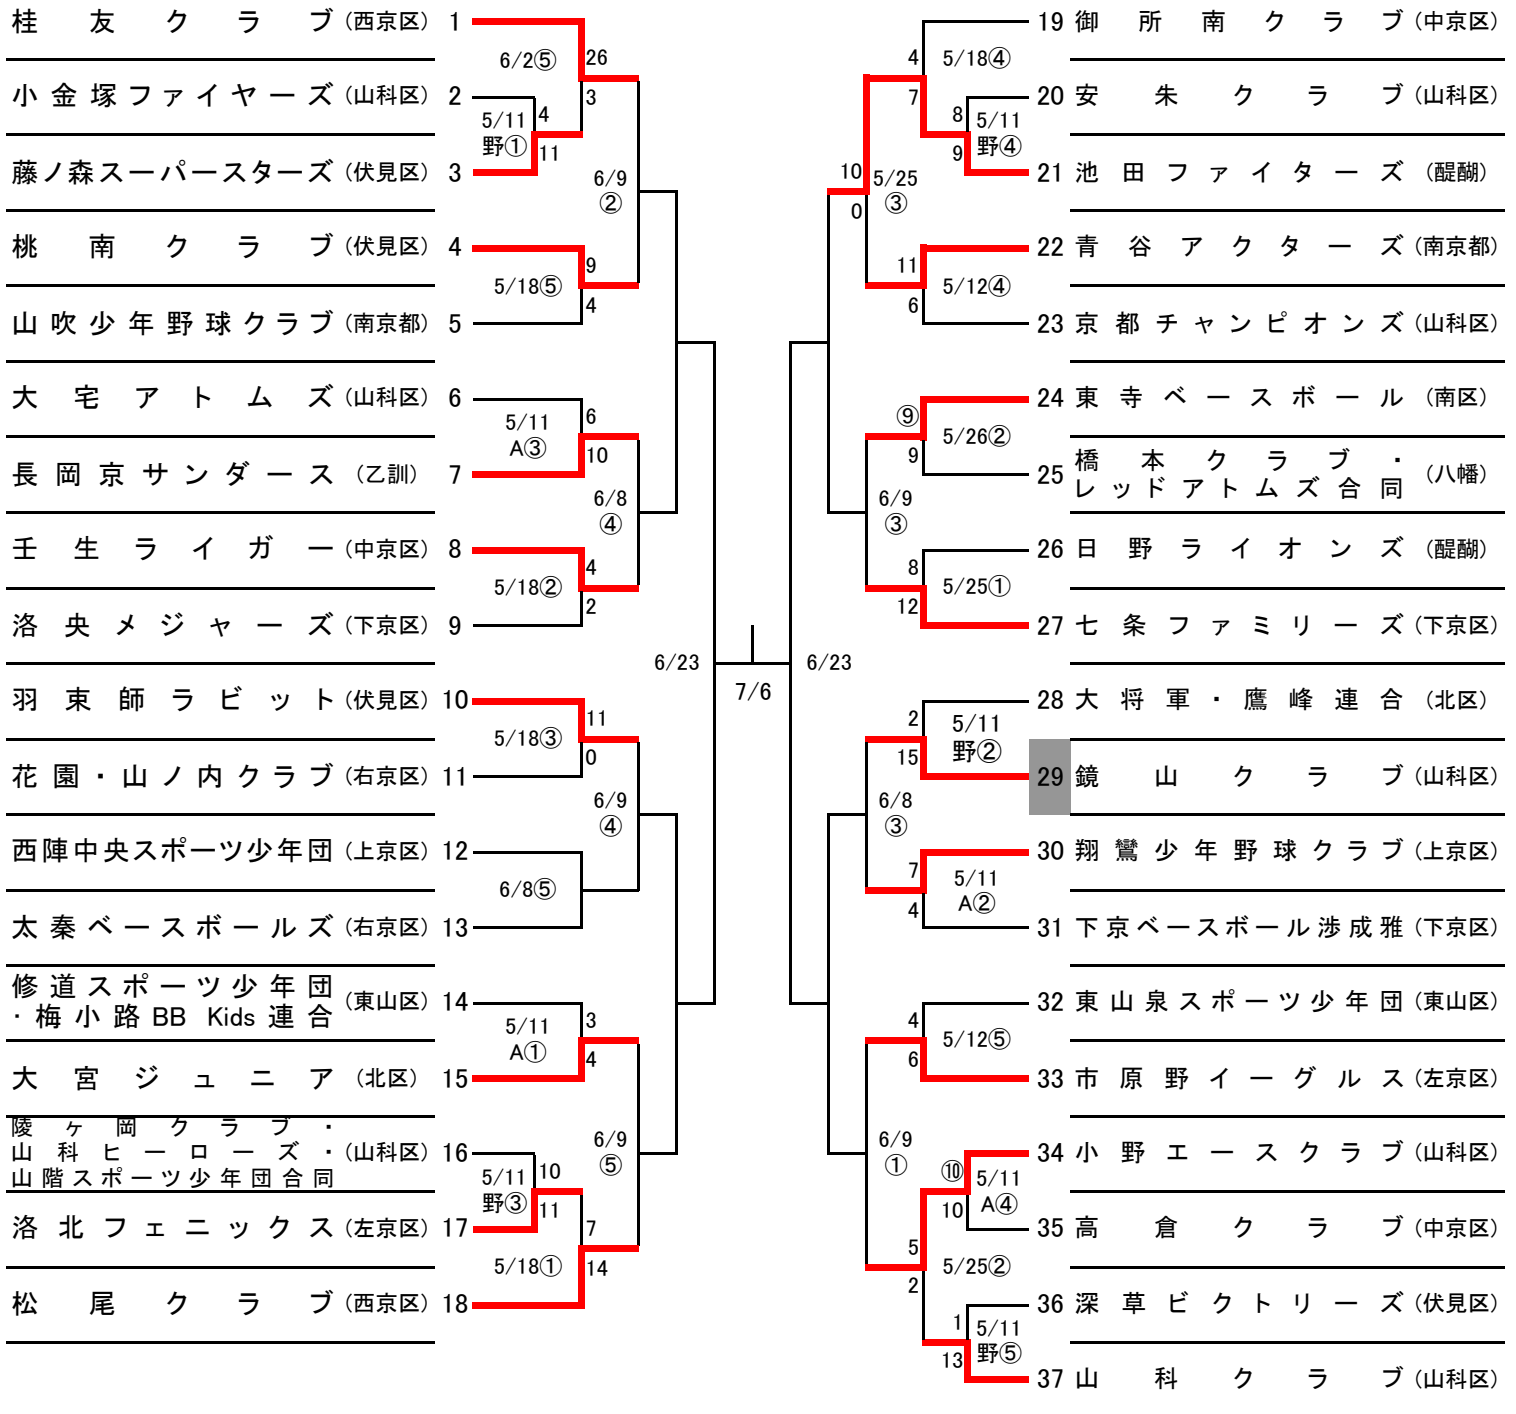 桂友クラブ（西京区） 1
小金塚ファイヤーズ（山科区） 2
藤ノ森スーパースターズ（伏見区） 3
桃南クラブ（伏見区） 4
山吹少年野球クラブ（南京都） 5
大宅アトムズ（山科区） 6
長岡京サンダース（乙訓） 7
壬生ライガー（中京区） 8
洛央メジャーズ（下京区） 9
羽束師ラビット（伏見区） 10
花園・山ノ内クラブ（右京区） 11
西陣中央スポーツ少年団（上京区） 12
太秦ベースボールズ（右京区） 13
修道スポーツ少年団
・梅小路BB Kids連合（東山区） 14
大宮ジュニア（北区） 15
陵ヶ岡クラブ・
山科ヒーローズ・（山科区） 16
山階スポーツ少年団合同
洛北フェニックス（左京区） 17
松尾クラブ（西京区） 18
6/2⑤
26
3
5/11
野①
4
11
6/9
②
5/18⑤
9
4
5/11
A③
6
10
6/8
④
5/18②
4
2
6/23
5/18③
11
0
6/9
④
6/8⑤
5/11
A①
3
4
6/9
⑤
5/11
野③
10
11
5/18①
7
14
7/6
19 御所南クラブ（中京区）
20 安朱クラブ（山科区）
21 池田ファイターズ（醍醐）
22 青谷アクターズ（南京都）
23 京都チャンピオンズ（山科区）
24 東寺ベースボール（南区）
25 橋本クラブ・
レッドアトムズ合同（八幡）
26 日野ライオンズ（醍醐）
27 七条ファミリーズ（下京区）
28 大将軍・鷹峰連合（北区）
29 鏡山クラブ（山科区）
30 翔鸞少年野球クラブ（上京区）
31 下京ベースボール渉成雅（下京区）
32 東山泉スポーツ少年団（東山区）
33 市原野イーグルス（左京区）
34 小野エースクラブ（山科区）
35 高倉クラブ（中京区）
36 深草ビクトリーズ（伏見区）
37 山科クラブ（山科区）
4
7
5/18④
8
9
5/11
野④
10
0
5/25
③
11
6
5/12④
⑨
9
5/26②
6/9
③
8
12
5/25①
6/23
2
15
5/11
野②
6/8
③
7
4
5/11
A②
4
6
5/12⑤
6/9
①
⑩
10
5/11
A④
5
2
5/25②
1
13
5/11
野⑤